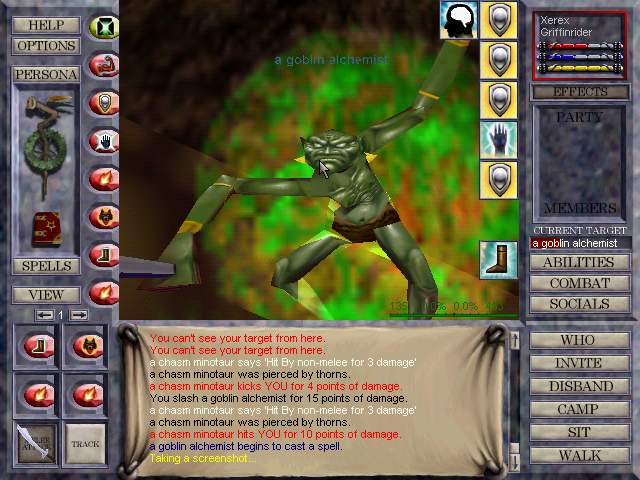 HELP
OPTIONS
PERSONA
SPELLS
VIEW
1
TRACK
a goblin alchemist
Xerex
Griffinrider
EFFECTS
PARTY
MEMBERS
CURRENT TARGET
a goblin alchemist
ABILITIES
COMBAT
SOCIALS
WHO
INVITE
DISBAND
CAMP
SIT
WALK
You can't see your target from here.
You can't see your target from here.
a chasm minotaur says 'Hit By non-melee for 3 damage'
a chasm minotaur was pierced by thorns.
a chasm minotaur kicks YOU for 4 points of damage.
You slash a goblin alchemist for 15 points of damage.
a chasm minotaur says 'Hit By non-melee for 3 damage'
a chasm minotaur was pierced by thorns.
a chasm minotaur hits YOU for 10 points of damage.
a goblin alchemist begins to cast a spell.
Taking a screenshot...